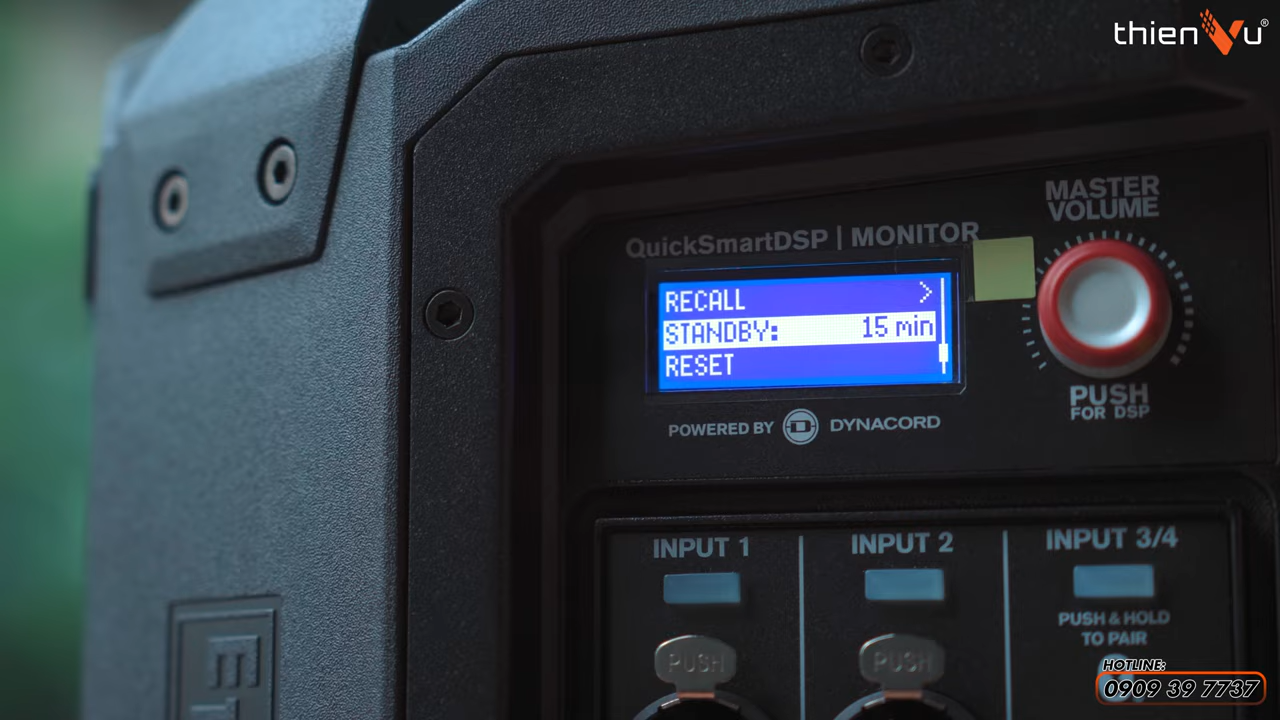 thienVu®
MASTER
VOLUME
QuickSmartDSP | MONITOR
RECALL >
STANDBY: 15 min
RESET
PUSH
FOR DSP
POWERED BY DYNACORD
INPUT 1
INPUT 2
INPUT 3/4
PUSH & HOLD
TO PAIR
PUSH
PUSH
HOTLINE:
0909 39 7737